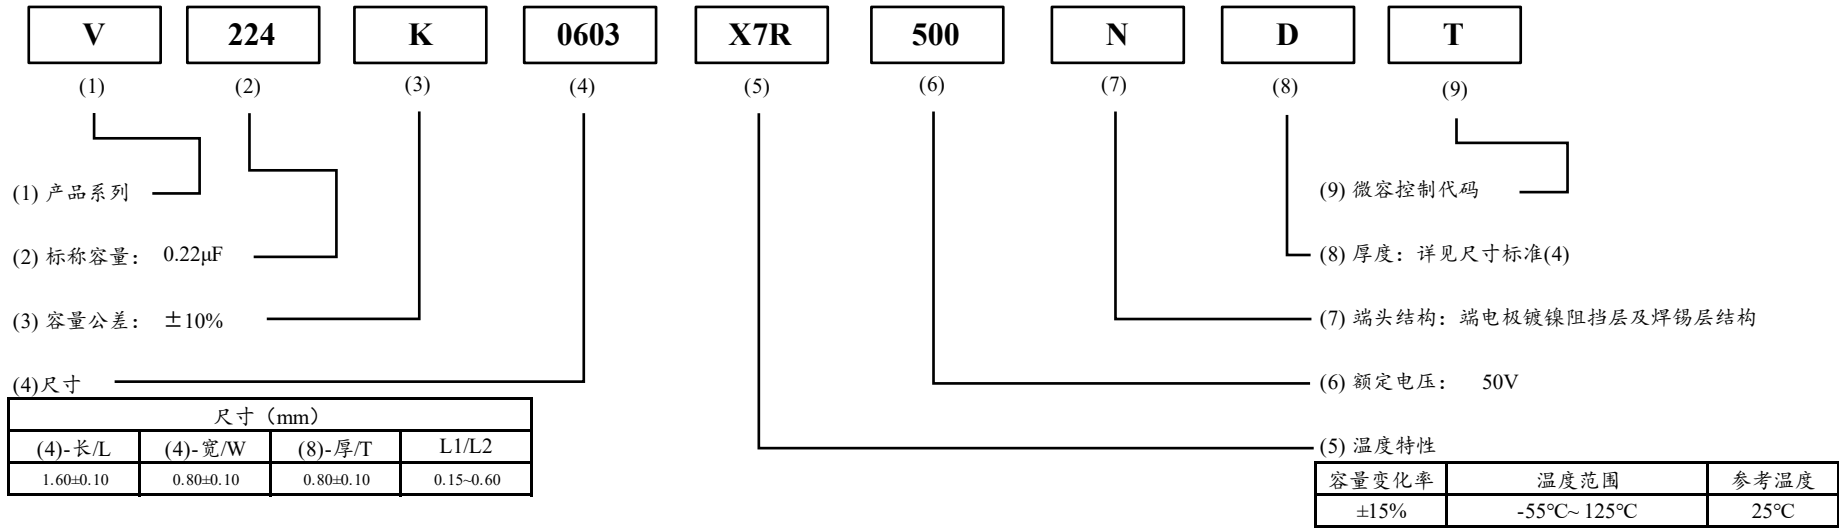 V 224 K 0603 X7R 500 N D T
(1) (2) (3) (4) (5) (6) (7) (8) (9)
(1) 产品系列
(9) 微容控制代码
(2) 标称容量： 0.22μF
(8) 厚度：详见尺寸标准(4)
(3) 容量公差： ±10%
(7) 端头结构：端电极镀镍阻挡层及焊锡层结构
(4)尺寸
(6) 额定电压： 50V
尺寸（mm）
(4)-长/L (4)-宽/W (8)-厚/T L1/L2
1.60±0.10 0.80±0.10 0.80±0.10 0.15~0.60
(5) 温度特性
容量变化率 温度范围 参考温度
±15% -55℃~ 125℃ 25℃